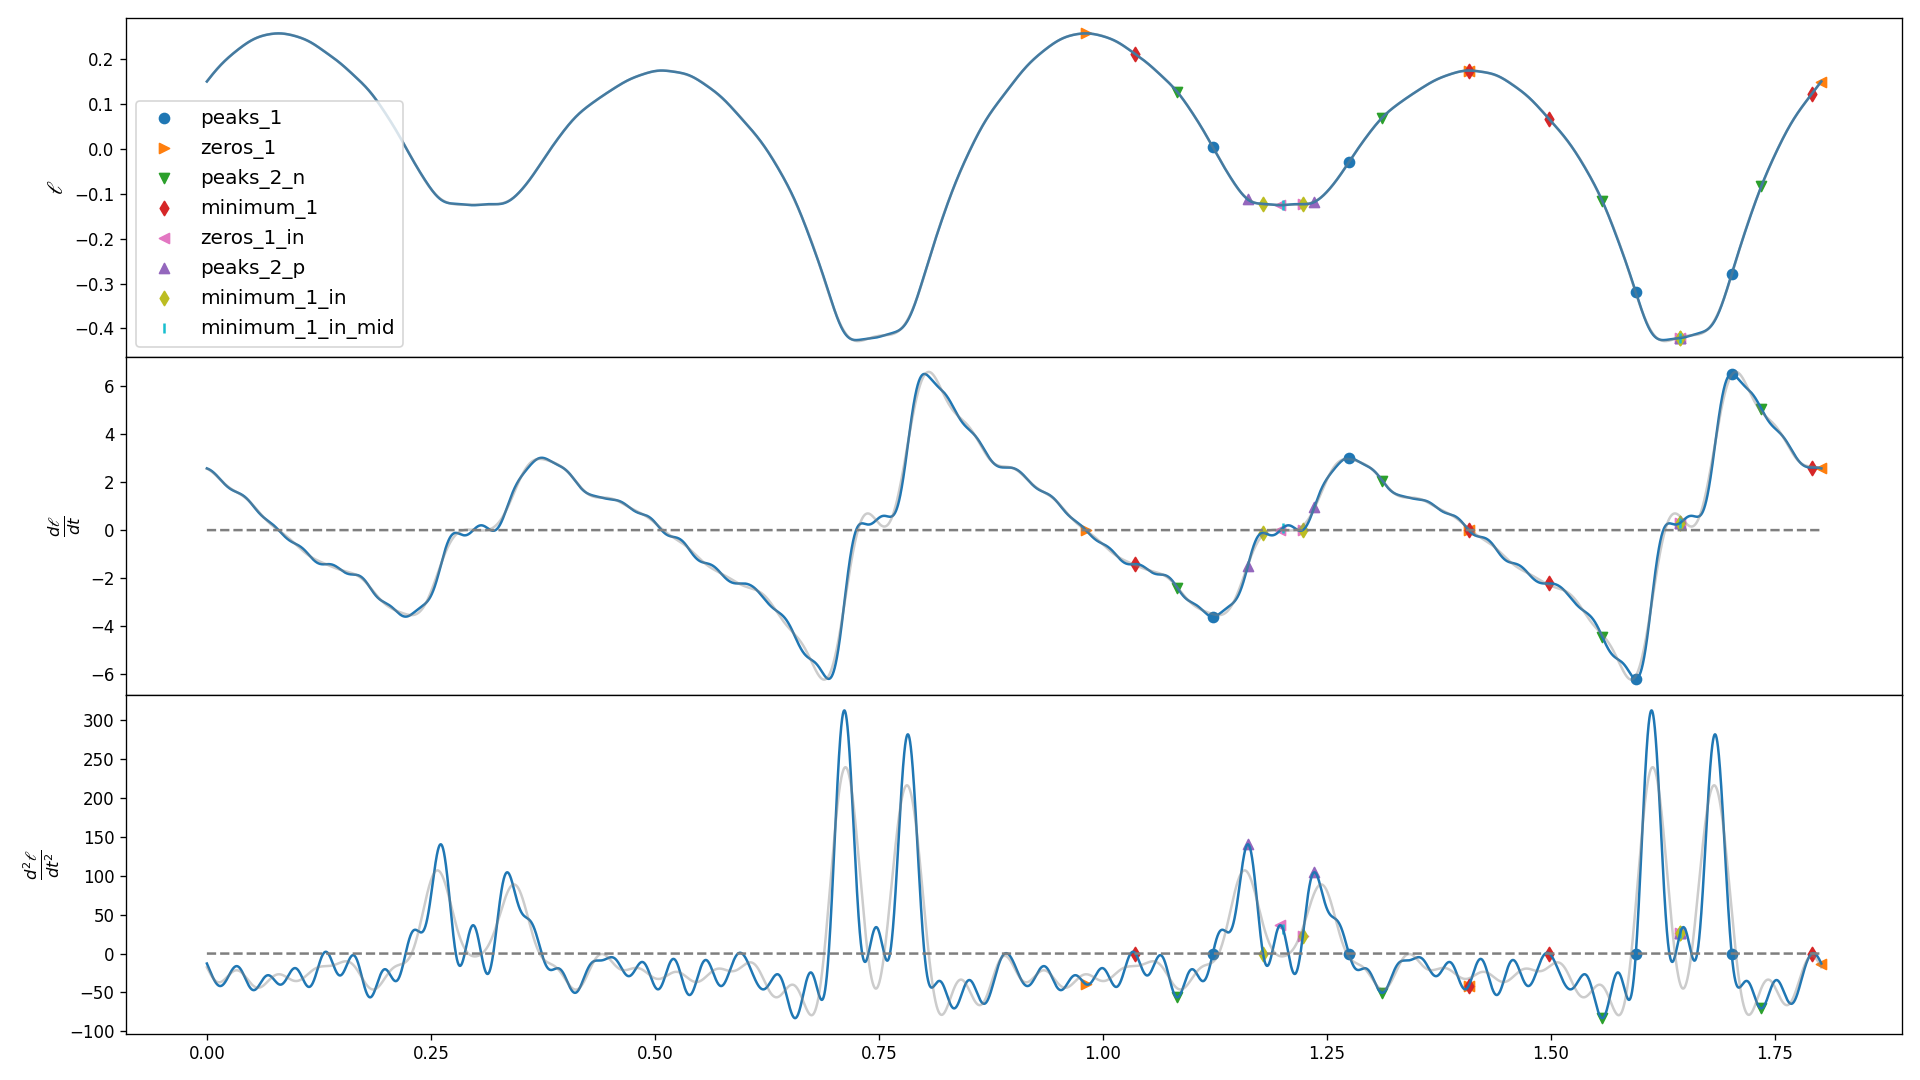 0.2
0.1
0.0
−0.1
−0.2
−0.3
−0.4
ℓ
peaks_1
zeros_1
peaks_2_n
minimum_1
zeros_1_in
peaks_2_p
minimum_1_in
minimum_1_in_mid
6
4
2
0
−2
−4
−6
dℓ
dt
300
250
200
150
100
50
0
−50
−100
d²ℓ
dt²
0.00 0.25 0.50 0.75 1.00 1.25 1.50 1.75